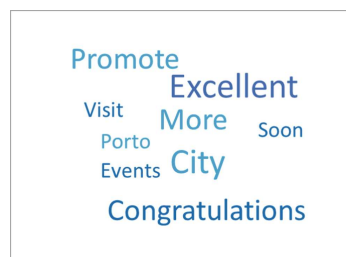 Promote
Excellent
Visit
More
Soon
Porto
Events
City
Congratulations